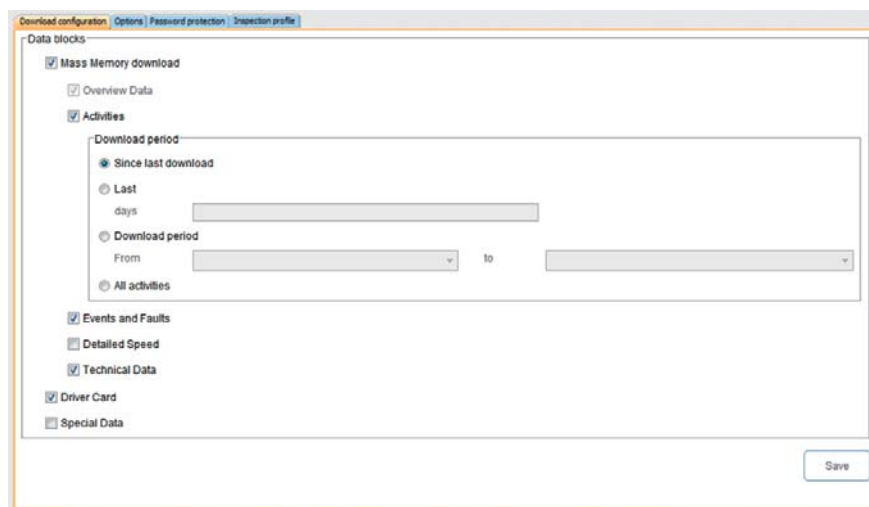 Download configuration Options Password protection Inspection profile
Data blocks
Mass Memory download
Overview Data
Activities
Download period
Since last download
Last
days
Download period
From to
All activities
Events and Faults
Detailed Speed
Technical Data
Driver Card
Special Data
Save